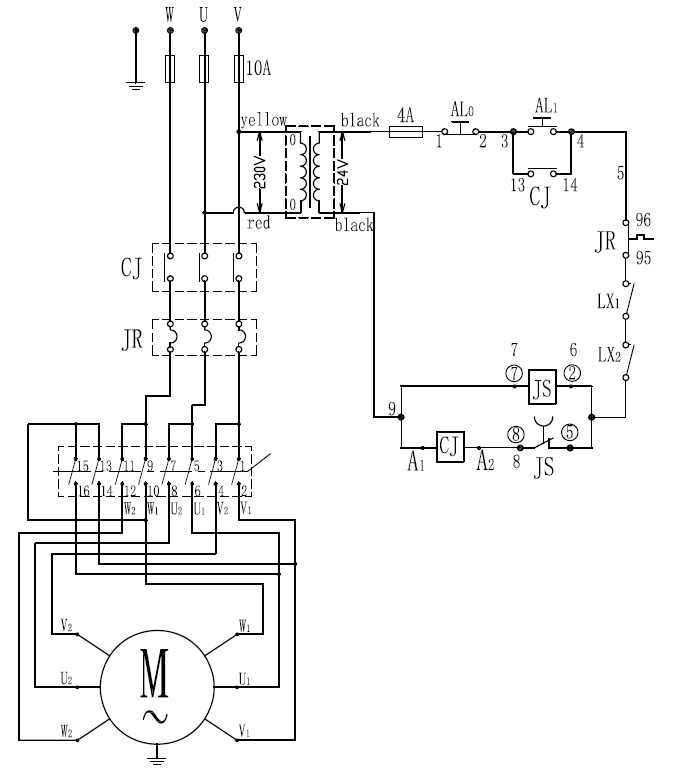 W U V
10A
yellow
black
4A
AL0
AL1
0
230V
24V
1
2
3
4
13
14
CJ
5
0
red
black
96
JR
95
CJ
LX1
JR
LX2
7
6
7
JS
2
9
CJ
8
5
A1
A2
8
JS
15 13 11 9 7 5 3 1
16 14 12 10 8 6 4 2
W2 W1 U2 U1 V2 V1
V2
W1
M
U2
U1
~
W2
V1